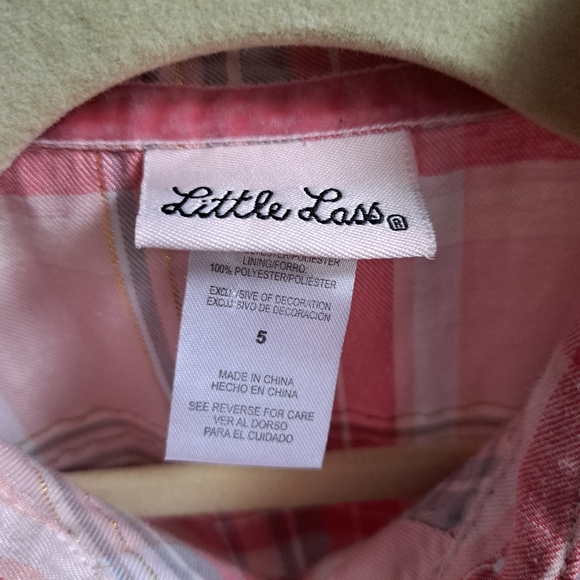 Little Lass ®
LINING/FORRO:
100% POLYESTER/POLIÉSTER
EXCLUSIVE OF DECORATION
EXCLUSIVO DE DECORACIÓN
5
MADE IN CHINA
HECHO EN CHINA
SEE REVERSE FOR CARE
VER AL DORSO
PARA EL CUIDADO